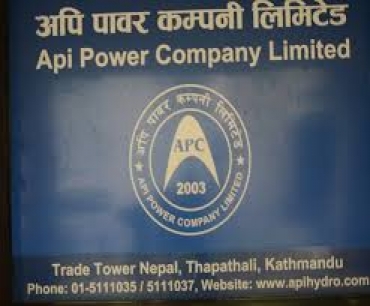 अपि पावर कम्पनी लिमिटेड
Api Power Company Limited
अपि पावर कम्पनी लिमिटेड
APC
2003
API POWER COMPANY LIMITED
Trade Tower Nepal, Thapathali, Kathmandu
Phone: 01-5111035 / 5111037, Website: www.apihydro.com